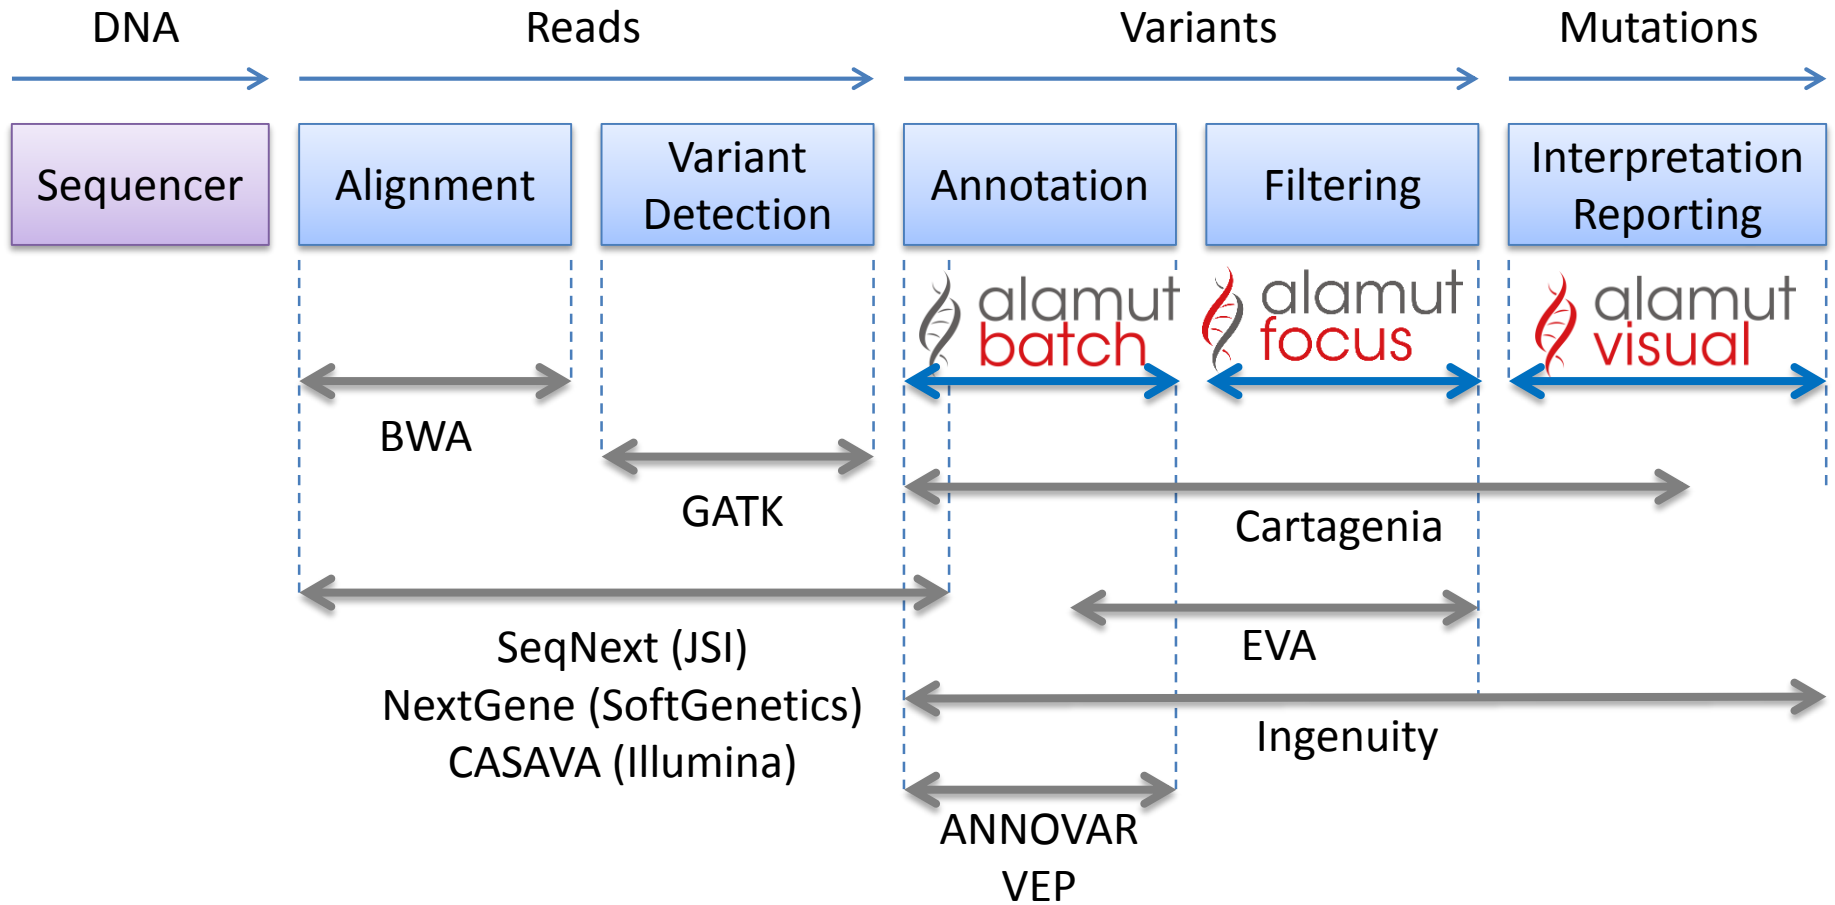 DNA
Reads
Variants
Mutations
Sequencer
Alignment
Variant
Detection
Annotation
Filtering
Interpretation
Reporting
alamut
batch
alamut
focus
alamut
visual
BWA
GATK
Cartagenia
SeqNext (JSI)
NextGene (SoftGenetics)
CASAVA (Illumina)
EVA
Ingenuity
ANNOVAR
VEP